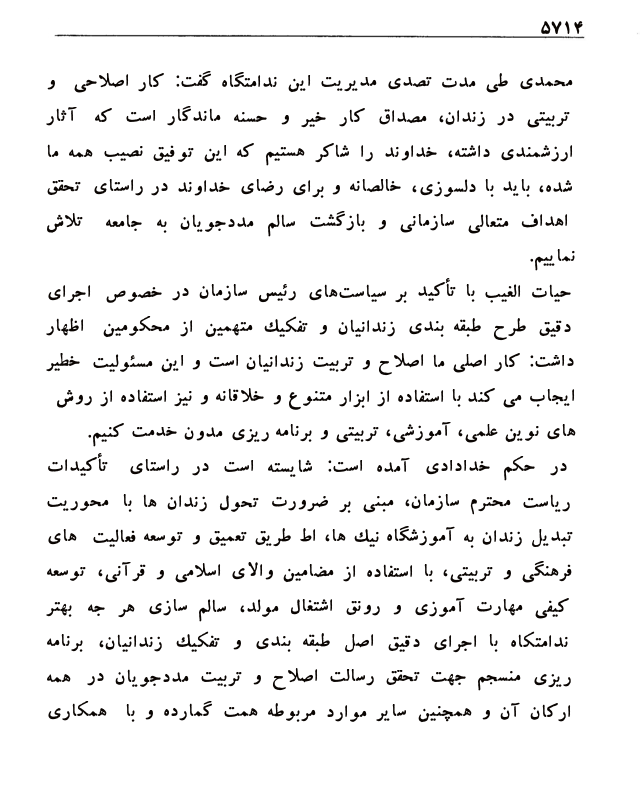 ۵۷۱۴
محمدی طی مدت تصدی مدیریت این ندامتگاه گفت: کار اصلاحی و
تربیتی در زندان، مصداق کار خیر و حسنه ماندگار است که آثار
ارزشمندی داشته، خداوند را شاکر هستیم که این توفیق نصیب همه ما
شده، باید با دلسوزی، خالصانه و برای رضای خداوند در راستای تحقق
اهداف متعالی سازمانی و بازگشت سالم مددجویان به جامعه تلاش
نماییم.
حیات الغیب با تأکید بر سیاست‌های رئیس سازمان در خصوص اجرای
دقیق طرح طبقه بندی زندانیان و تفکیك متهمین از محکومین اظهار
داشت: کار اصلی ما اصلاح و تربیت زندانیان است و این مسئولیت خطیر
ایجاب می کند با استفاده از ابزار متنوع و خلاقانه و نیز استفاده از روش
های نوین علمی، آموزشی، تربیتی و برنامه ریزی مدون خدمت کنیم.
در حکم خدادادی آمده است: شایسته است در راستای تأکیدات
ریاست محترم سازمان، مبنی بر ضرورت تحول زندان ها با محوریت
تبدیل زندان به آموزشگاه نیك ها، اط طریق تعمیق و توسعه فعالیت های
فرهنگی و تربیتی، با استفاده از مضامین والای اسلامی و قرآنی، توسعه
کیفی مهارت آموزی و رونق اشتغال مولد، سالم سازی هر جه بهتر
ندامتکاه با اجرای دقیق اصل طبقه بندی و تفکیك زندانیان، برنامه
ریزی منسجم جهت تحقق رسالت اصلاح و تربیت مددجویان در همه
ارکان آن و همچنین سایر موارد مربوطه همت گمارده و با همکاری